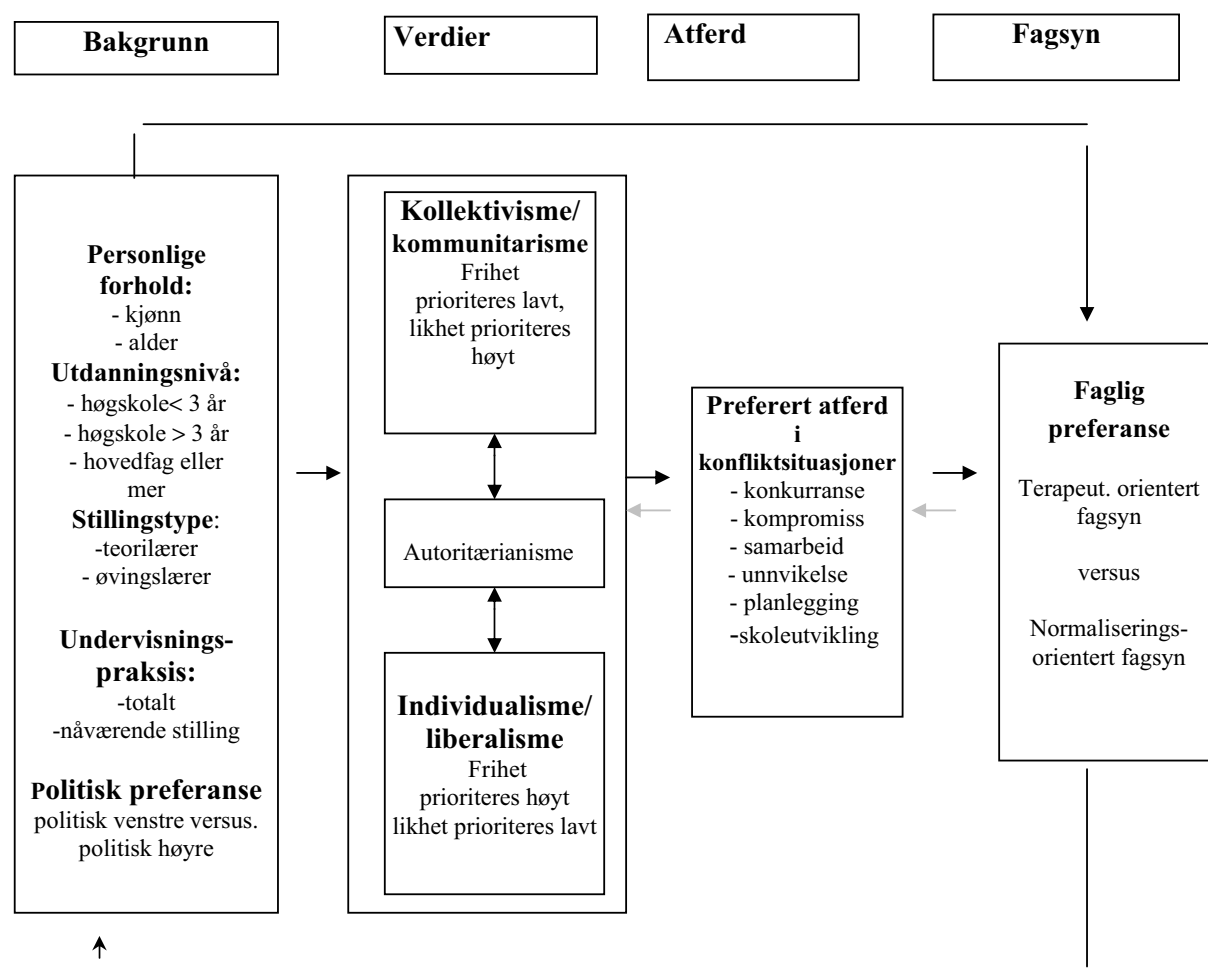 Bakgrunn
Verdier
Atferd
Fagsyn
Personlige
forhold:
- kjønn
- alder
Utdanningsnivå:
- høgskole< 3 år
- høgskole > 3 år
- hovedfag eller
mer
Stillingstype:
-teorilærer
- øvingslærer
Undervisnings-
praksis:
-totalt
-nåværende stilling
Politisk preferanse
politisk venstre versus.
politisk høyre
Kollektivisme/
kommunitarisme
Frihet
prioriteres lavt,
likhet prioriteres
høyt
Autoritærianisme
Individualisme/
liberalisme
Frihet
prioriteres høyt
likhet prioriteres lavt
Preferert atferd
i
konfliktsituasjoner
- konkurranse
- kompromiss
- samarbeid
- unnvikelse
- planlegging
-skoleutvikling
Faglig
preferanse
Terapeut. orientert
fagsyn
versus
Normaliserings-
orientert fagsyn